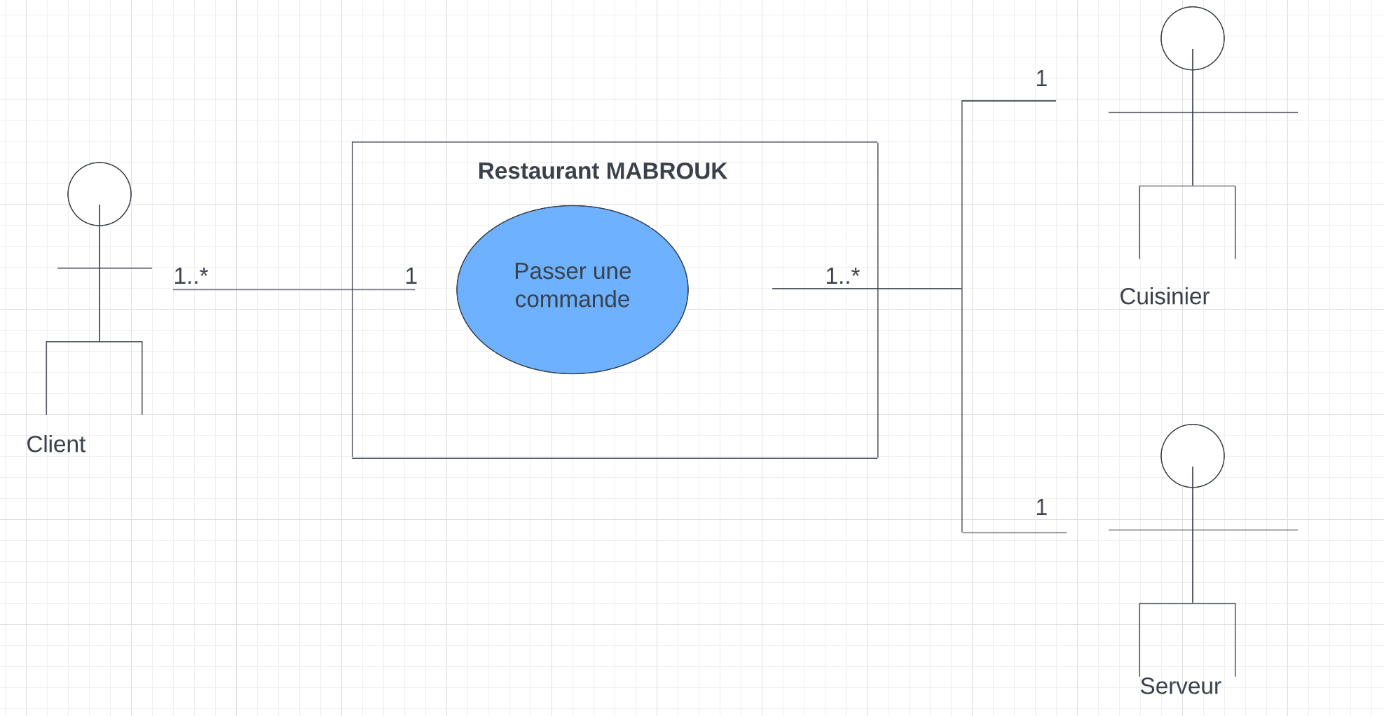 1
Restaurant MABROUK
1..*
1
Passer une
commande
1..*
Cuisinier
Client
1
Serveur